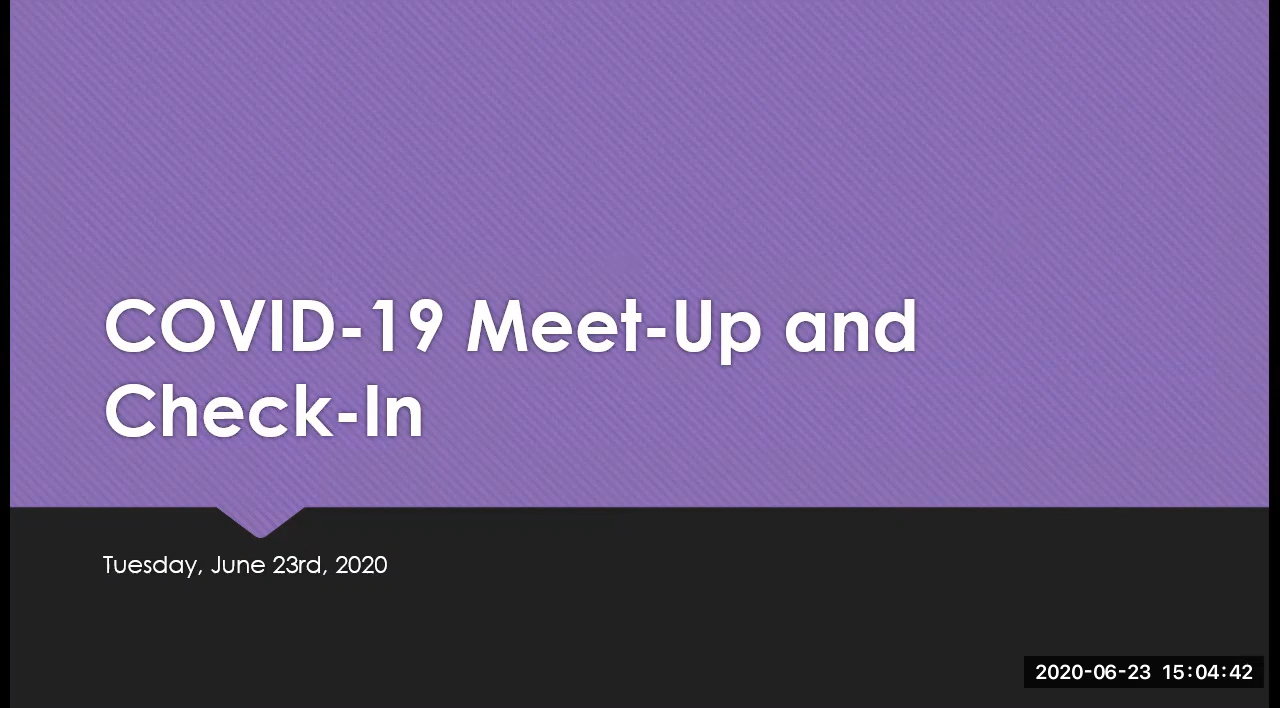 COVID-19 Meet-Up and
Check-In
Tuesday, June 23rd, 2020
2020-06-23 15:04:42